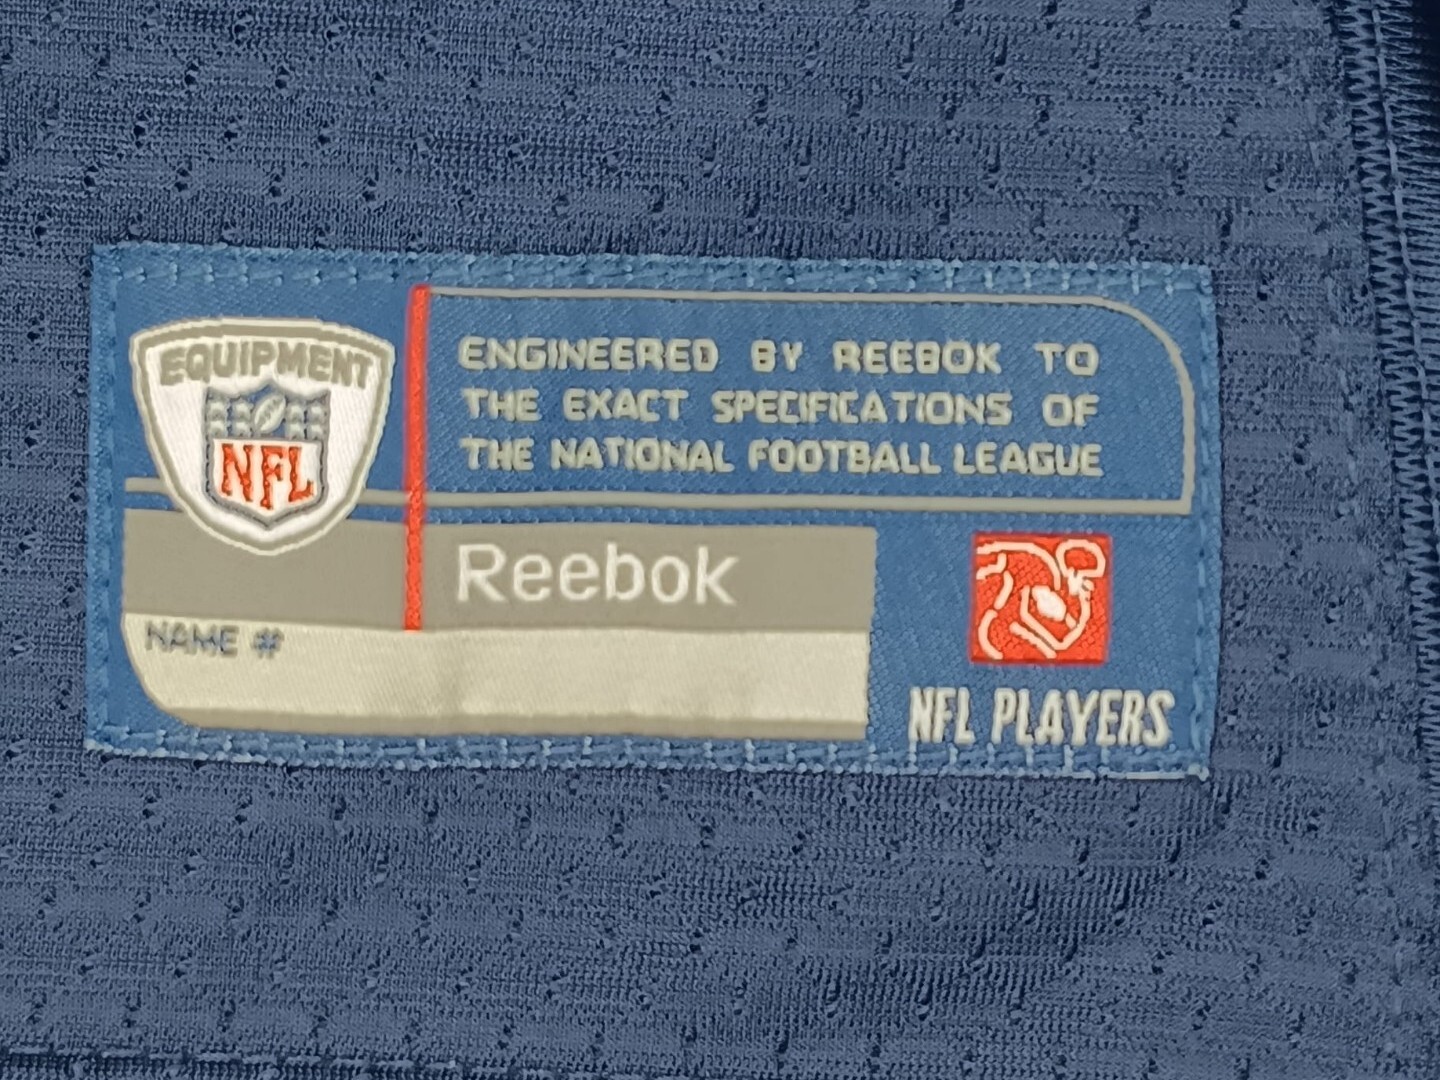 EQUIPMENT
NFL
ENGINEERED BY REEBOK TO
THE EXACT SPECIFICATIONS OF
THE NATIONAL FOOTBALL LEAGUE
Reebok
NAME #
NFL PLAYERS